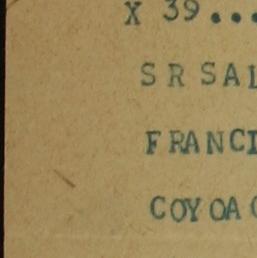 X 39...
SR SAL
FRANCI
COYOAC